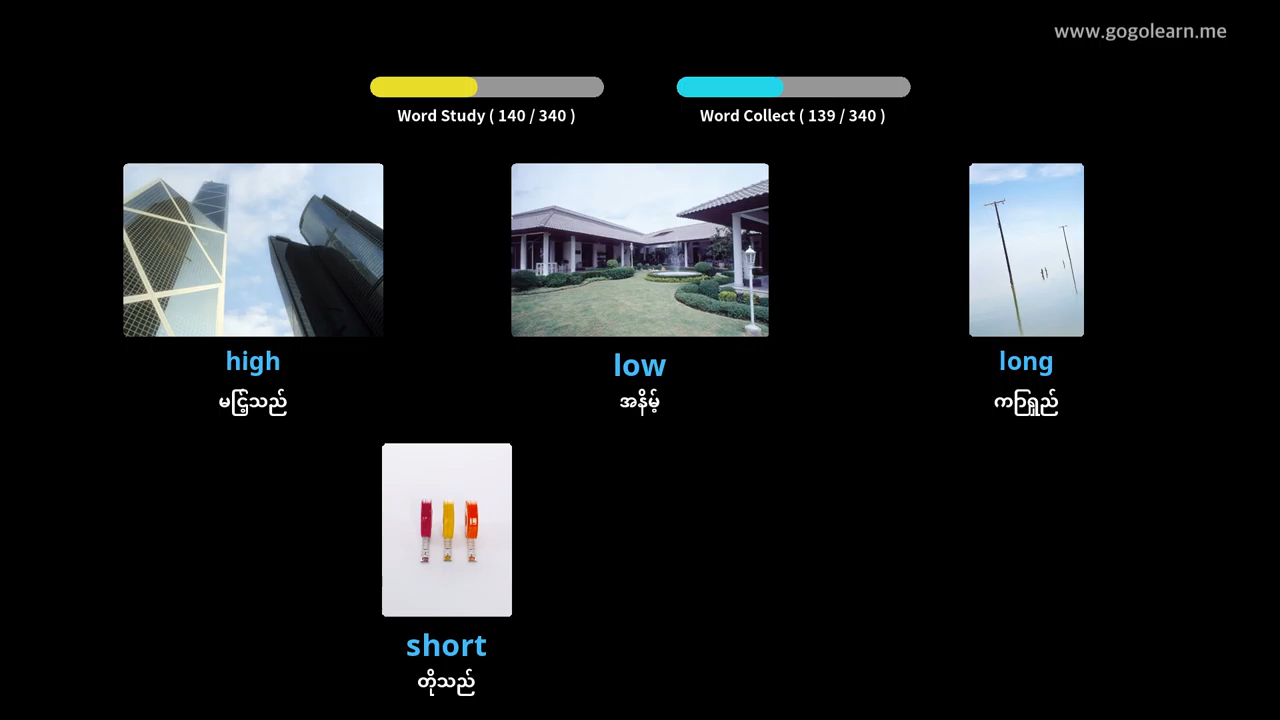 www.gogolearn.me
Word Study ( 140 / 340 )
Word Collect ( 139 / 340 )
high
low
long
မင်မြ့်သည်
အနိမ့်
ကြာရှည်
short
တိုသည်